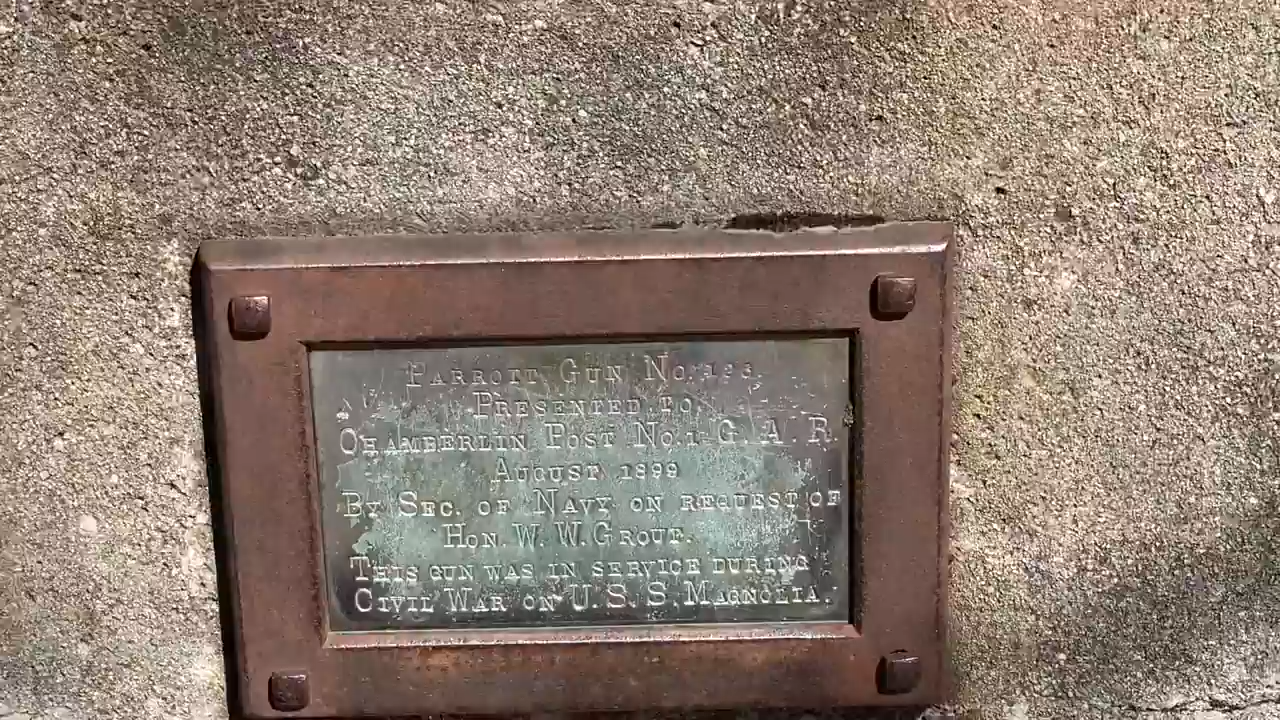 PARROTT GUN NO. 193.
PRESENTED TO
CHAMBERLIN POST NO. 1 G. A. R.
AUGUST 1899
BY SEC. OF NAVY ON REQUEST OF
HON. W. W. GROUT.
THIS GUN WAS IN SERVICE DURING
CIVIL WAR ON U. S. S. MAGNOLIA.